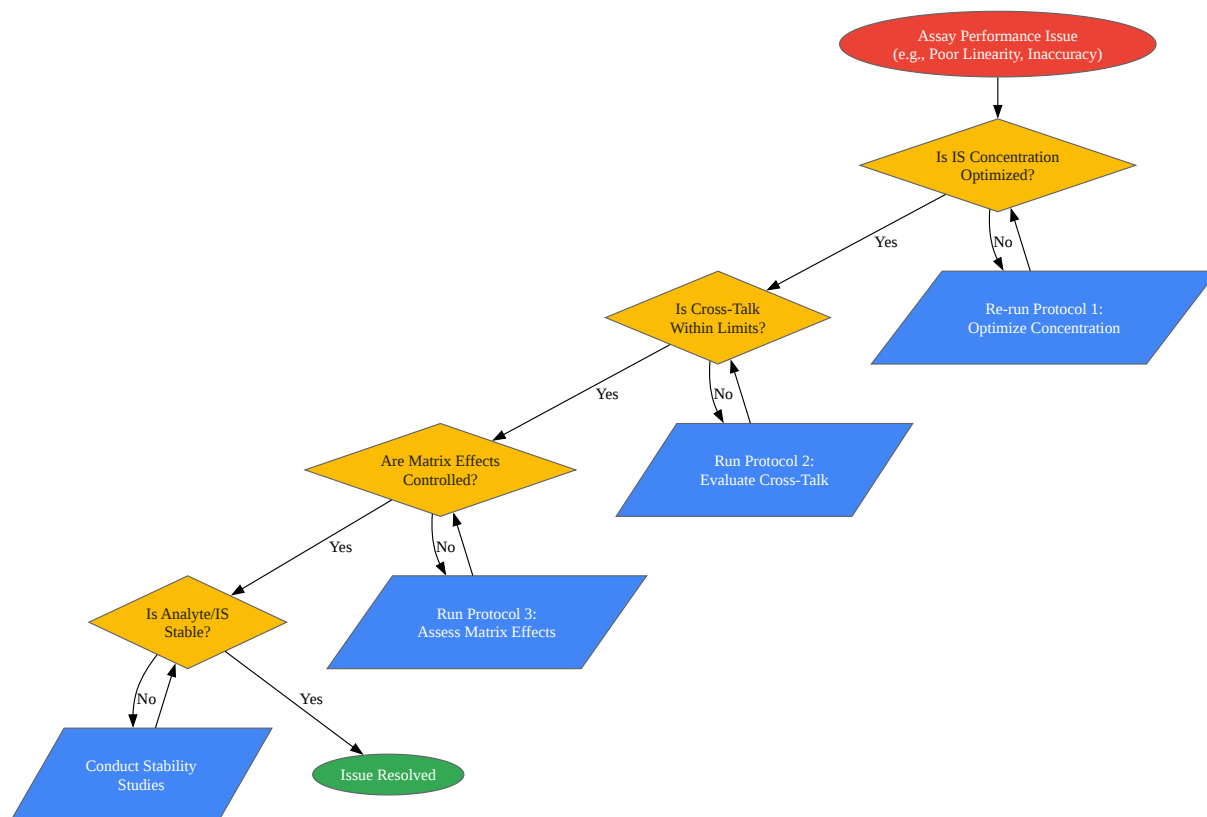 Assay Performance Issue
(e.g., Poor Linearity, Inaccuracy)
Is IS Concentration
Optimized?
Yes
No
Re-run Protocol 1:
Optimize Concentration
Is Cross-Talk
Within Limits?
Yes
No
Run Protocol 2:
Evaluate Cross-Talk
Are Matrix Effects
Controlled?
Yes
No
Run Protocol 3:
Assess Matrix Effects
Is Analyte/IS
Stable?
No
Yes
Conduct Stability
Studies
Issue Resolved